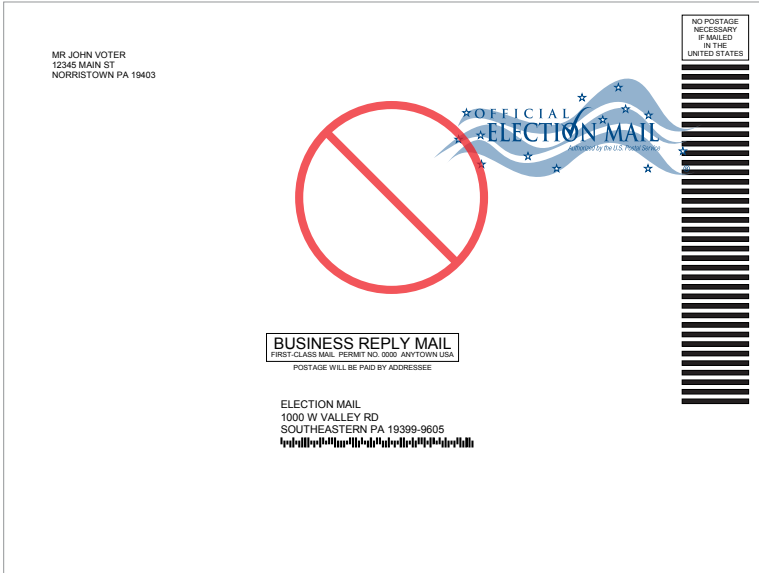 NO POSTAGE
NECESSARY
IF MAILED
IN THE
UNITED STATES
MR JOHN VOTER
12345 MAIN ST
NORRISTOWN PA 19403
OFFICIAL
ELECTION MAIL
Authorized by the U.S. Postal Service
BUSINESS REPLY MAIL
FIRST-CLASS MAIL PERMIT NO. 0000 ANYTOWN USA
POSTAGE WILL BE PAID BY ADDRESSEE
ELECTION MAIL
1000 W VALLEY RD
SOUTHEASTERN PA 19399-9605